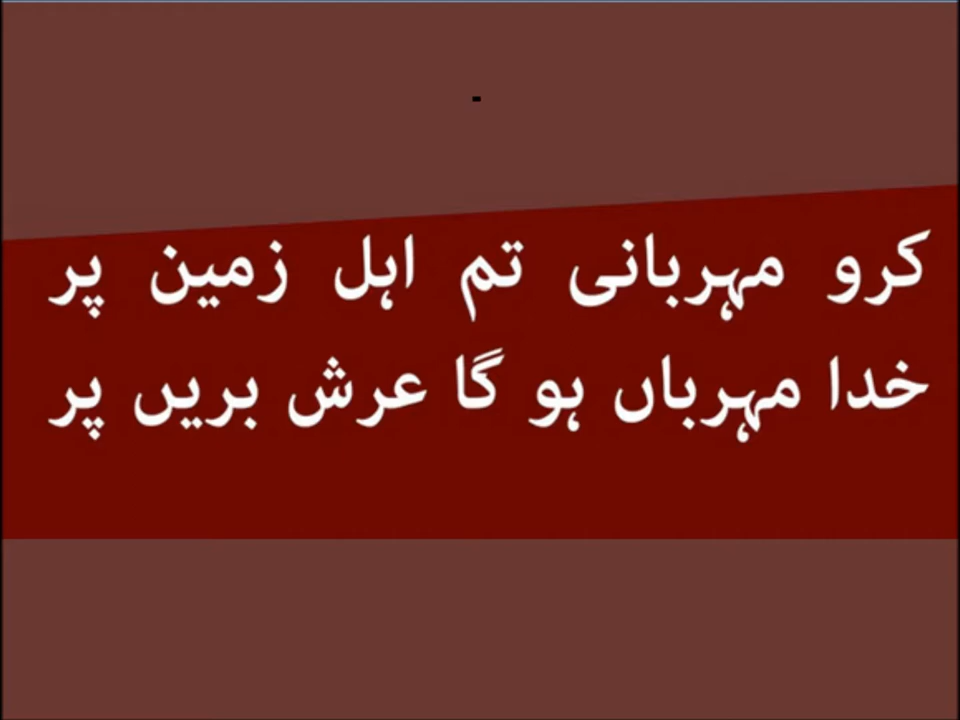 کرو مہربانی تم اہل زمین پر
خدا مہرباں ہو گا عرش بریں پر